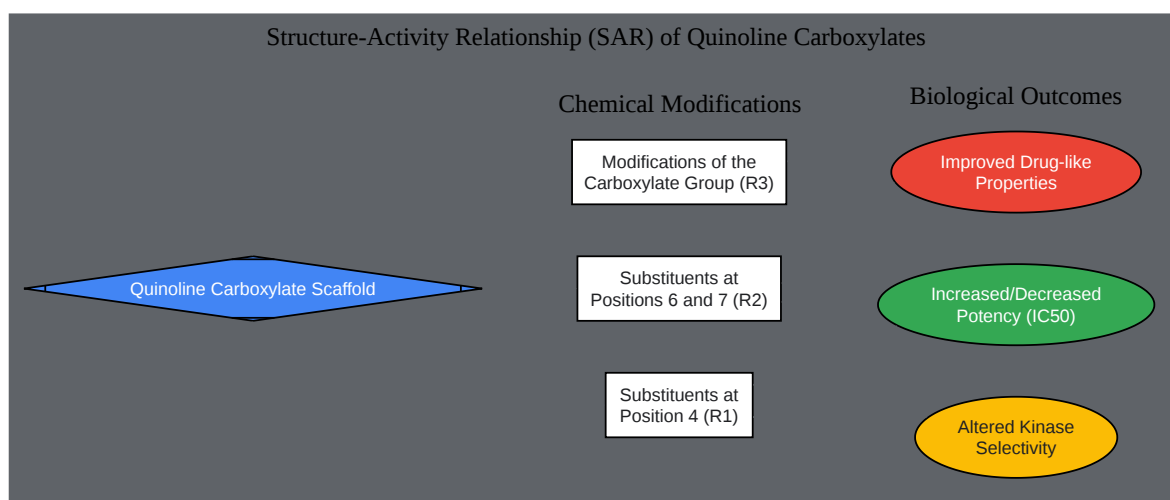 Structure-Activity Relationship (SAR) of Quinoline Carboxylates
Chemical Modifications
Biological Outcomes
Modifications of the
Carboxylate Group (R3)
Improved Drug-like
Properties
Quinoline Carboxylate Scaffold
Substituents at
Positions 6 and 7 (R2)
Increased/Decreased
Potency (IC50)
Substituents at
Position 4 (R1)
Altered Kinase
Selectivity